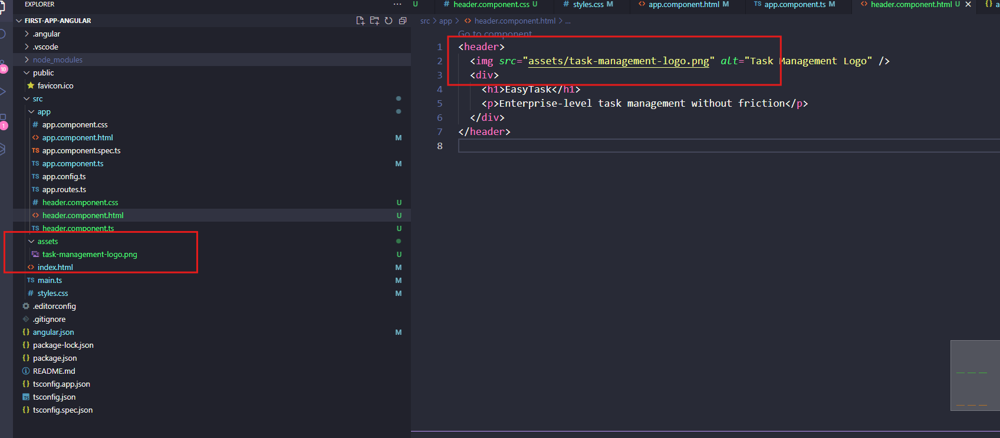 EXPLORER
FIRST-APP-ANGULAR
.angular
.vscode
node_modules
public
favicon.ico
src
app
app.component.css
app.component.html M
app.component.spec.ts
app.component.ts M
app.config.ts
app.routes.ts
header.component.css U
header.component.html U
header.component.ts U
assets
task-management-logo.png U
index.html M
main.ts M
styles.css M
.editorconfig
.gitignore
angular.json M
package-lock.json
package.json
README.md
tsconfig.app.json
tsconfig.json
tsconfig.spec.json
10
1
U # header.component.css U # styles.css M <> app.component.html M TS app.component.ts M <> header.component.html U {} a
src > app > <> header.component.html > ...
Go to component
1 <header>
2 <img src="assets/task-management-logo.png" alt="Task Management Logo" />
3 <div>
4 <h1>EasyTask</h1>
5 <p>Enterprise-level task management without friction</p>
6 </div>
7 </header>
8